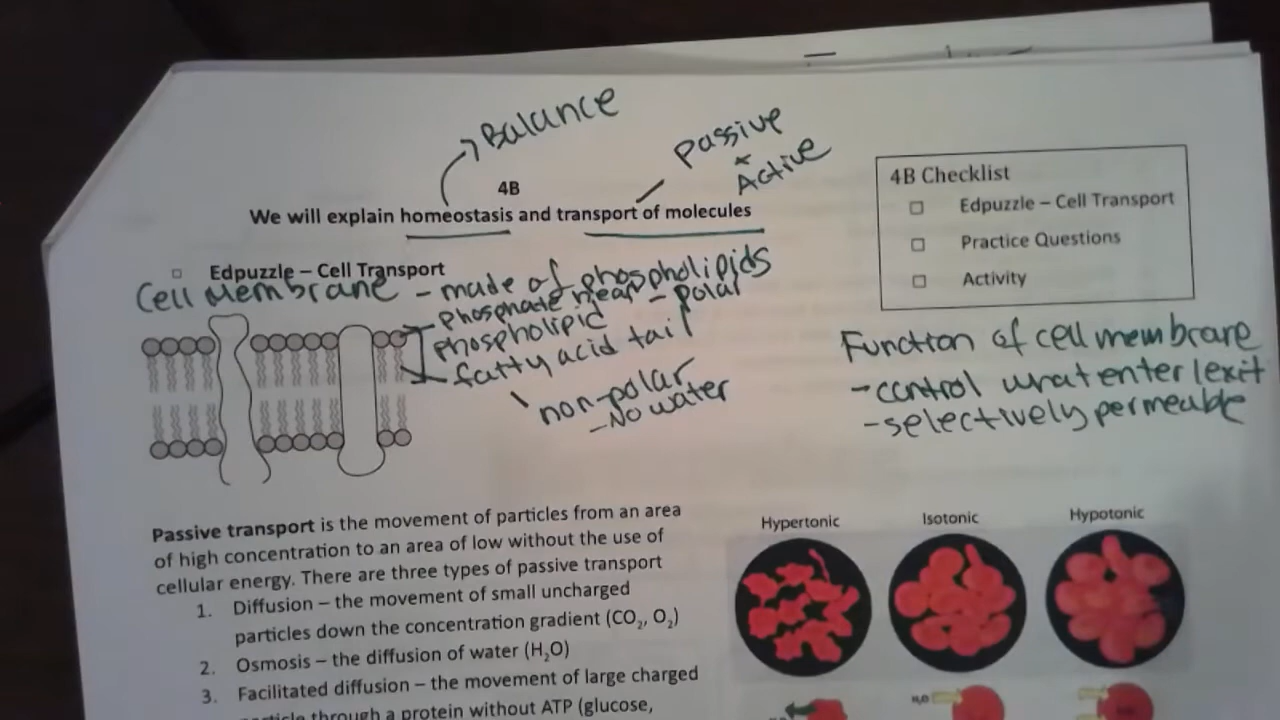 Balance
Passive
+
Active
4B
We will explain homeostasis and transport of molecules
4B Checklist
□ Edpuzzle – Cell Transport
□ Practice Questions
□ Activity
□ Edpuzzle – Cell Transport
Cell Membrane - made of phospholipids
phosphate head - polar
phospholipid
fatty acid tail
non-polar
- No water
Function of cell membrane
- control what enter/exit
- selectively permeable
Passive transport is the movement of particles from an area
of high concentration to an area of low without the use of
cellular energy. There are three types of passive transport
1. Diffusion – the movement of small uncharged
particles down the concentration gradient (CO₂, O₂)
2. Osmosis – the diffusion of water (H₂O)
3. Facilitated diffusion – the movement of large charged
particle through a protein without ATP (glucose,
Hypertonic
Isotonic
Hypotonic
H₂O